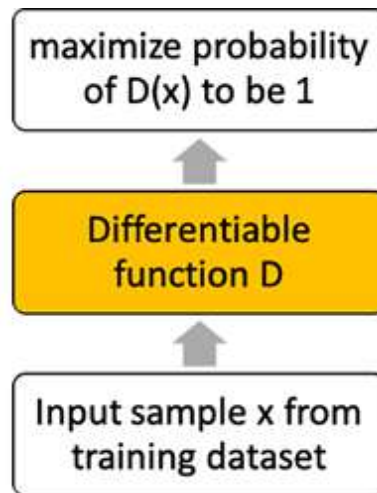 maximize probability
of D(x) to be 1
Differentiable
function D
Input sample x from
training dataset